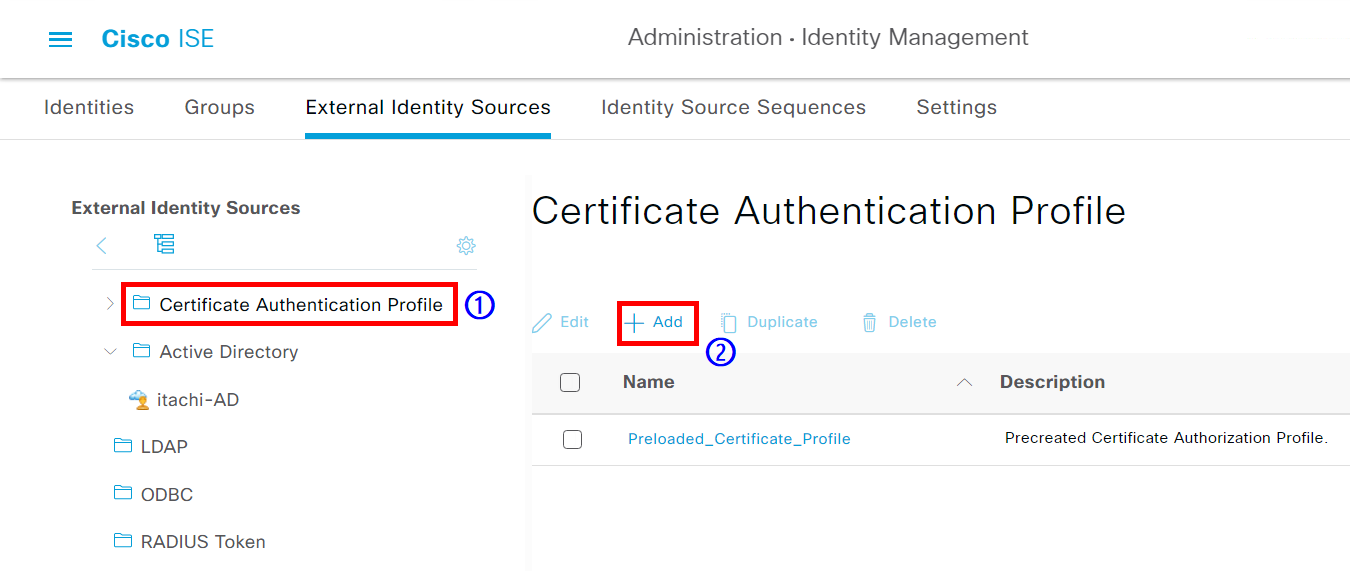 Cisco ISE
Administration · Identity Management
Identities Groups External Identity Sources Identity Source Sequences Settings
External Identity Sources
Certificate Authentication Profile
①
Active Directory
itachi-AD
LDAP
ODBC
RADIUS Token
Certificate Authentication Profile
Edit Add Duplicate Delete
②
Name Description
Preloaded_Certificate_Profile Precreated Certificate Authorization Profile.